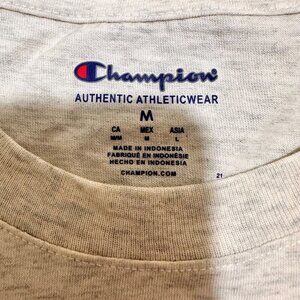 Champion
AUTHENTIC ATHLETICWEAR
M
CA MEX ASIA
M/M M L
MADE IN INDONESIA
FABRIQUÉ EN INDONÉSIE
HECHO EN INDONESIA
CHAMPION.COM
21